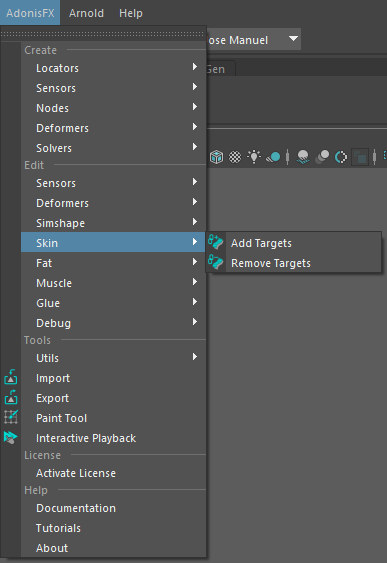 AdonisFX Arnold Help
ose Manuel
Gen
Create
Locators
Sensors
Nodes
Deformers
Solvers
Edit
Sensors
Deformers
Simshape
Skin
Add Targets
Remove Targets
Fat
Muscle
Glue
Debug
Tools
Utils
Import
Export
Paint Tool
Interactive Playback
License
Activate License
Help
Documentation
Tutorials
About